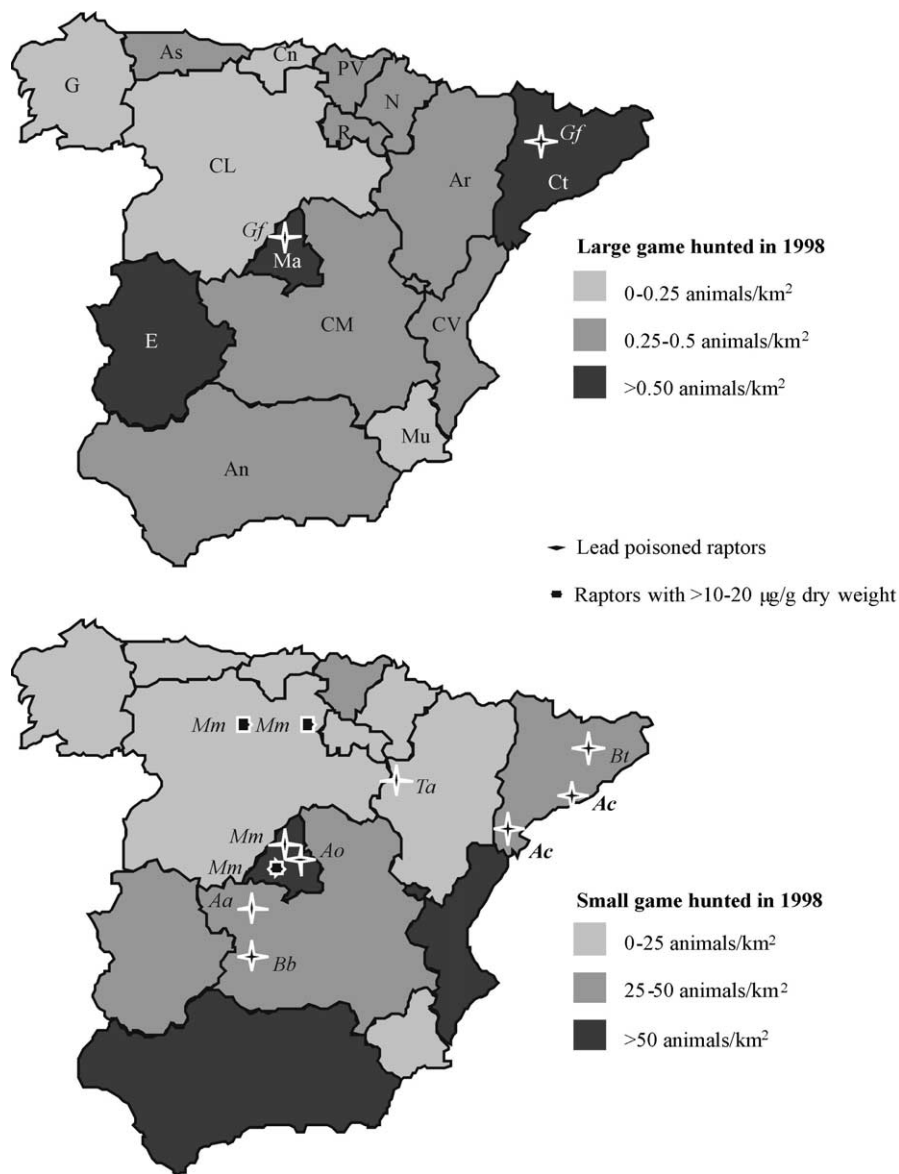 As
Cn
PV
G
N
R
Gf
CL
Ar
Ct
Gf
Ma
Large game hunted in 1998
0-0.25 animals/km²
E
CM
CV
0.25-0.5 animals/km²
>0.50 animals/km²
Mu
An
Lead poisoned raptors
Raptors with >10-20 µg/g dry weight
Mm Mm
Bt
Ta
Ac
Mm
Ao
Ac
Mm
Aa
Small game hunted in 1998
0-25 animals/km²
Bb
25-50 animals/km²
>50 animals/km²